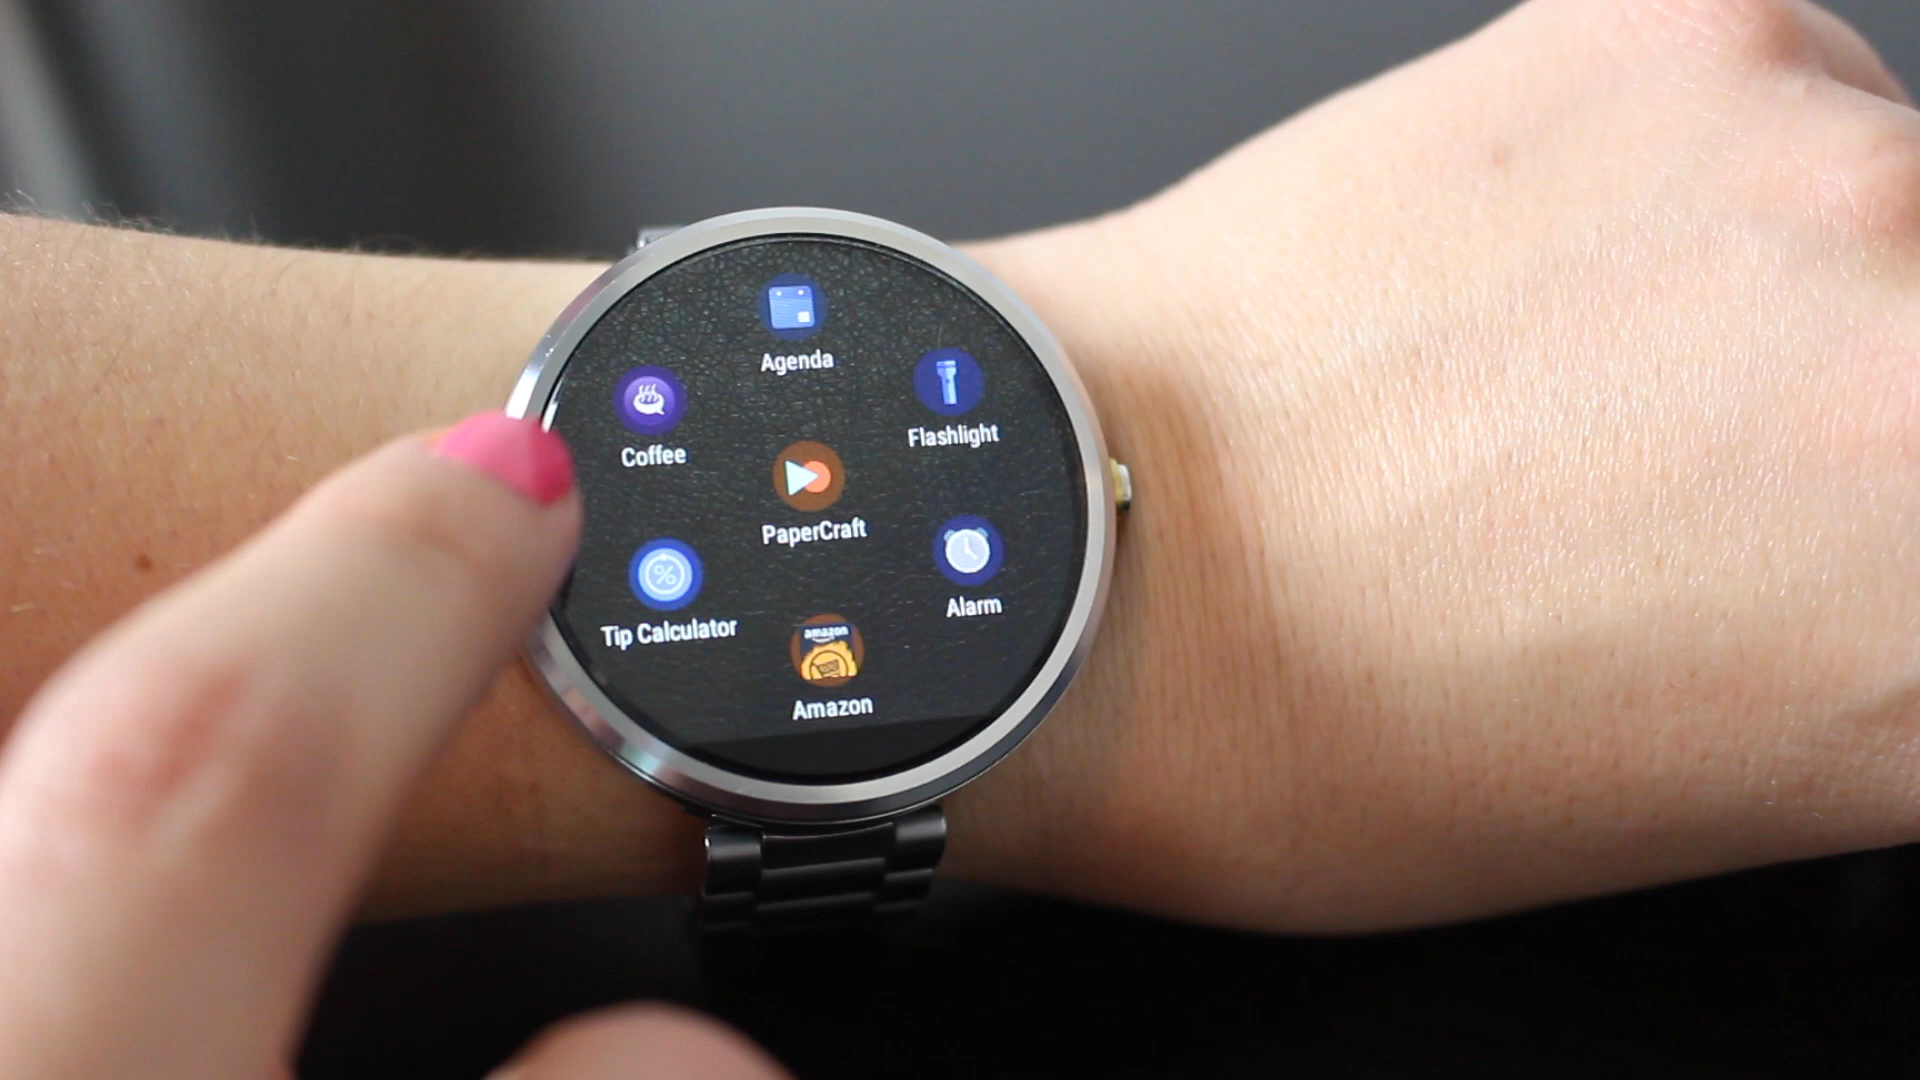 Agenda
Coffee
Flashlight
PaperCraft
Tip Calculator
%
Alarm
amazon
Amazon